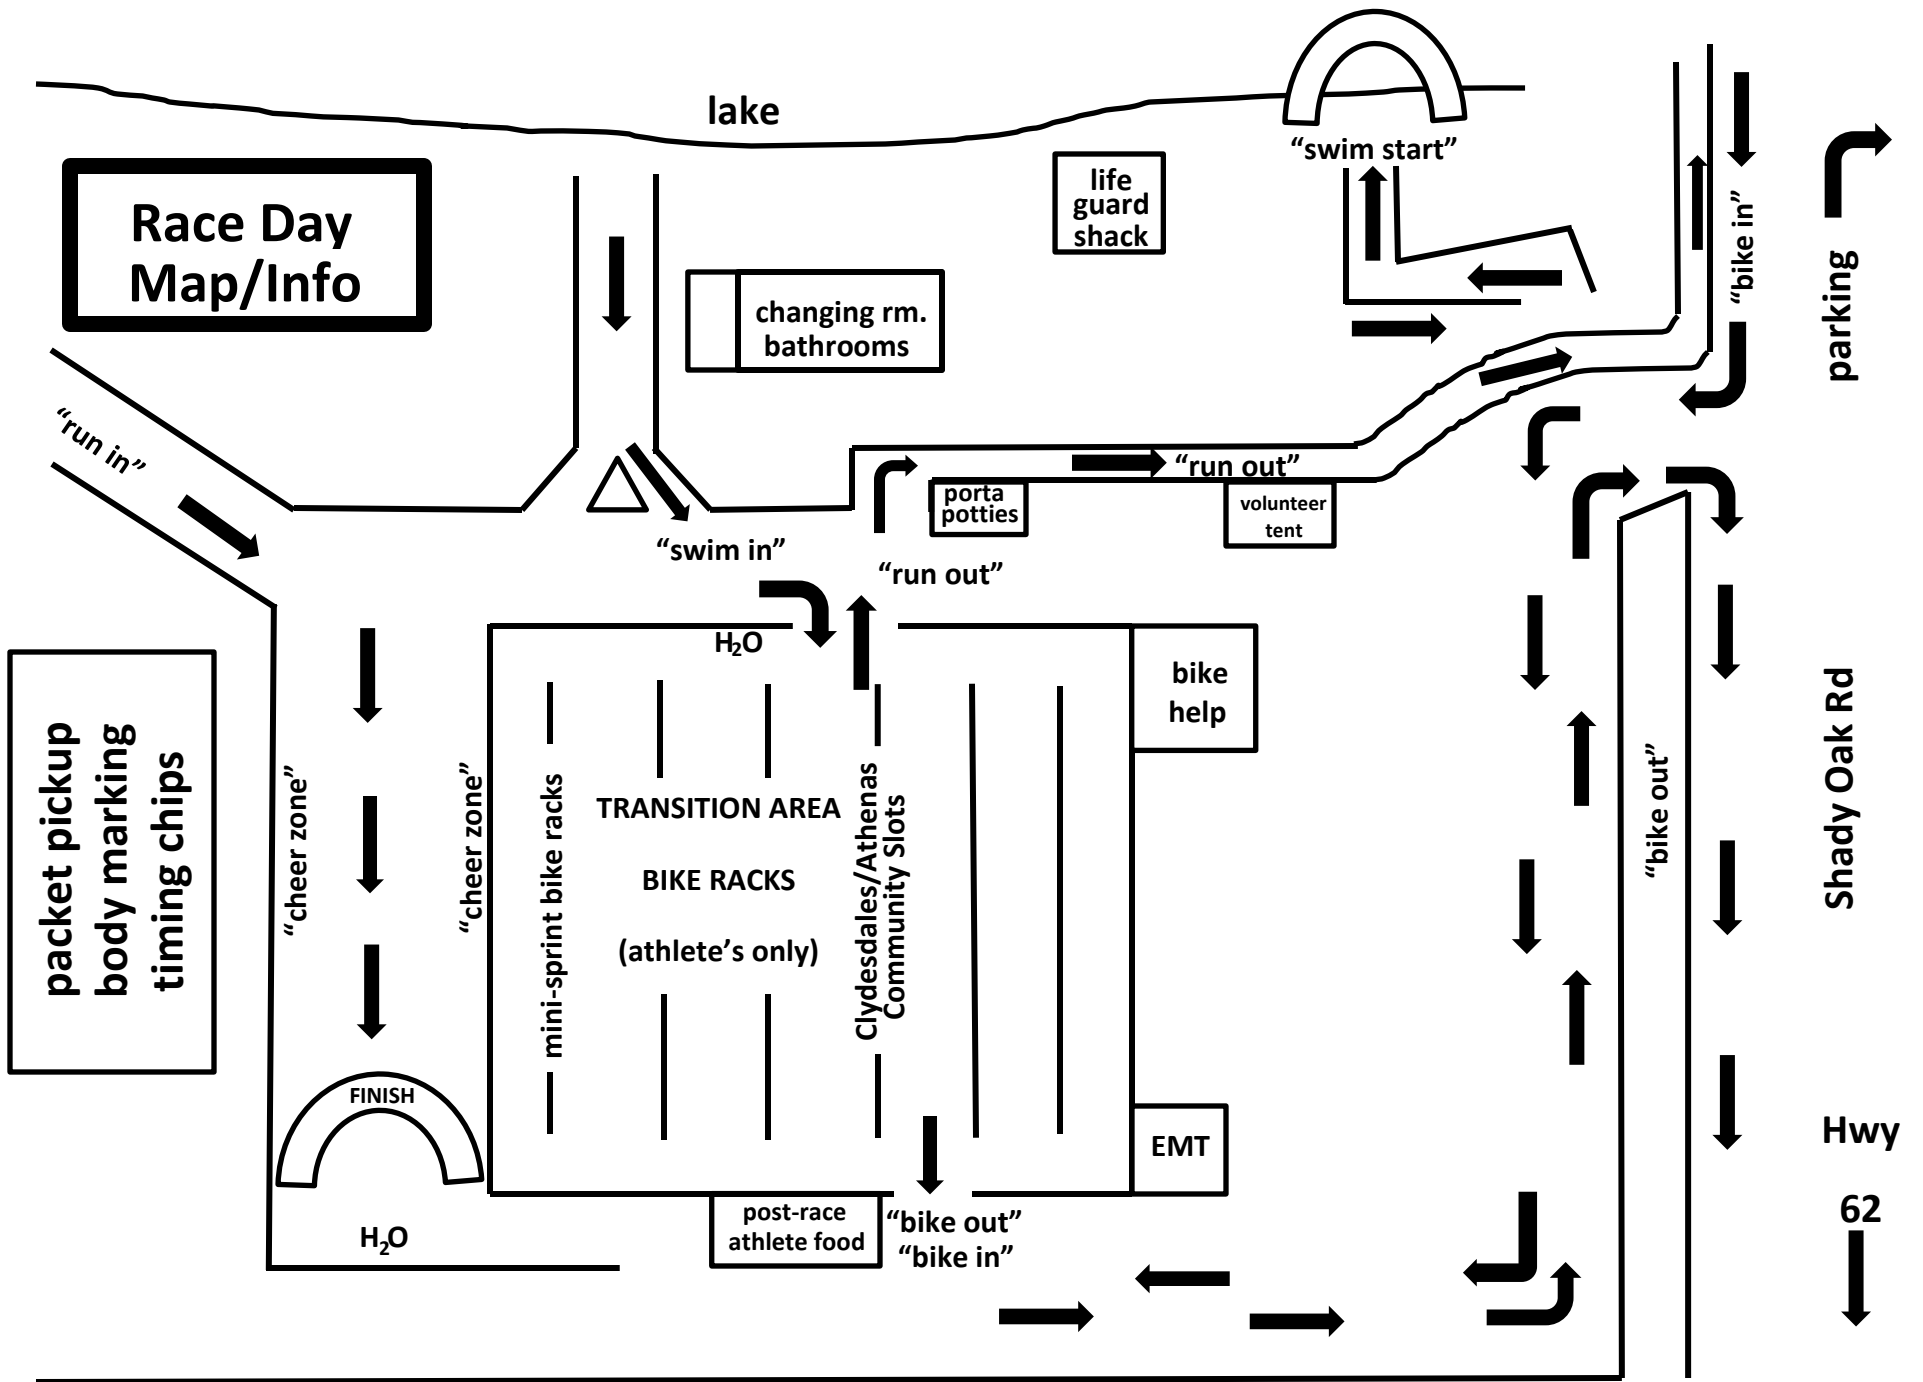 lake
“swim start”
Race Day
Map/Info
life
guard
shack
“bike in”
parking
changing rm.
bathrooms
“run in”
“run out”
porta
potties
volunteer
tent
“swim in”
“run out”
H₂O
bike
help
packet pickup
body marking
timing chips
“cheer zone”
“cheer zone”
mini-sprint bike racks
TRANSITION AREA
BIKE RACKS
(athlete’s only)
Clydesdales/Athenas
Community Slots
“bike out”
Shady Oak Rd
FINISH
EMT
Hwy
62
post-race
athlete food
“bike out”
“bike in”
H₂O